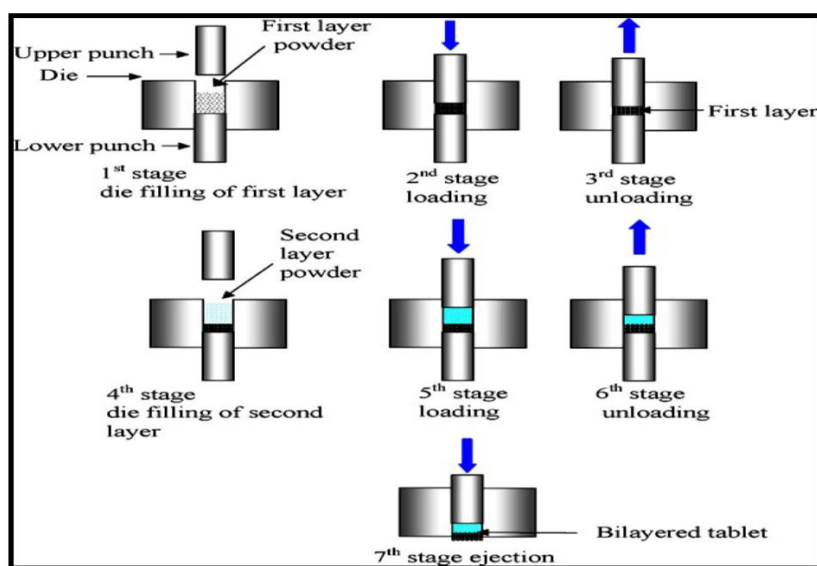 First layer
powder
Upper punch
Die
First layer
Lower punch
1st stage
die filling of first layer
2nd stage
loading
3rd stage
unloading
Second
layer
powder
4th stage
die filling of second
layer
5th stage
loading
6th stage
unloading
Bilayered tablet
7th stage ejection